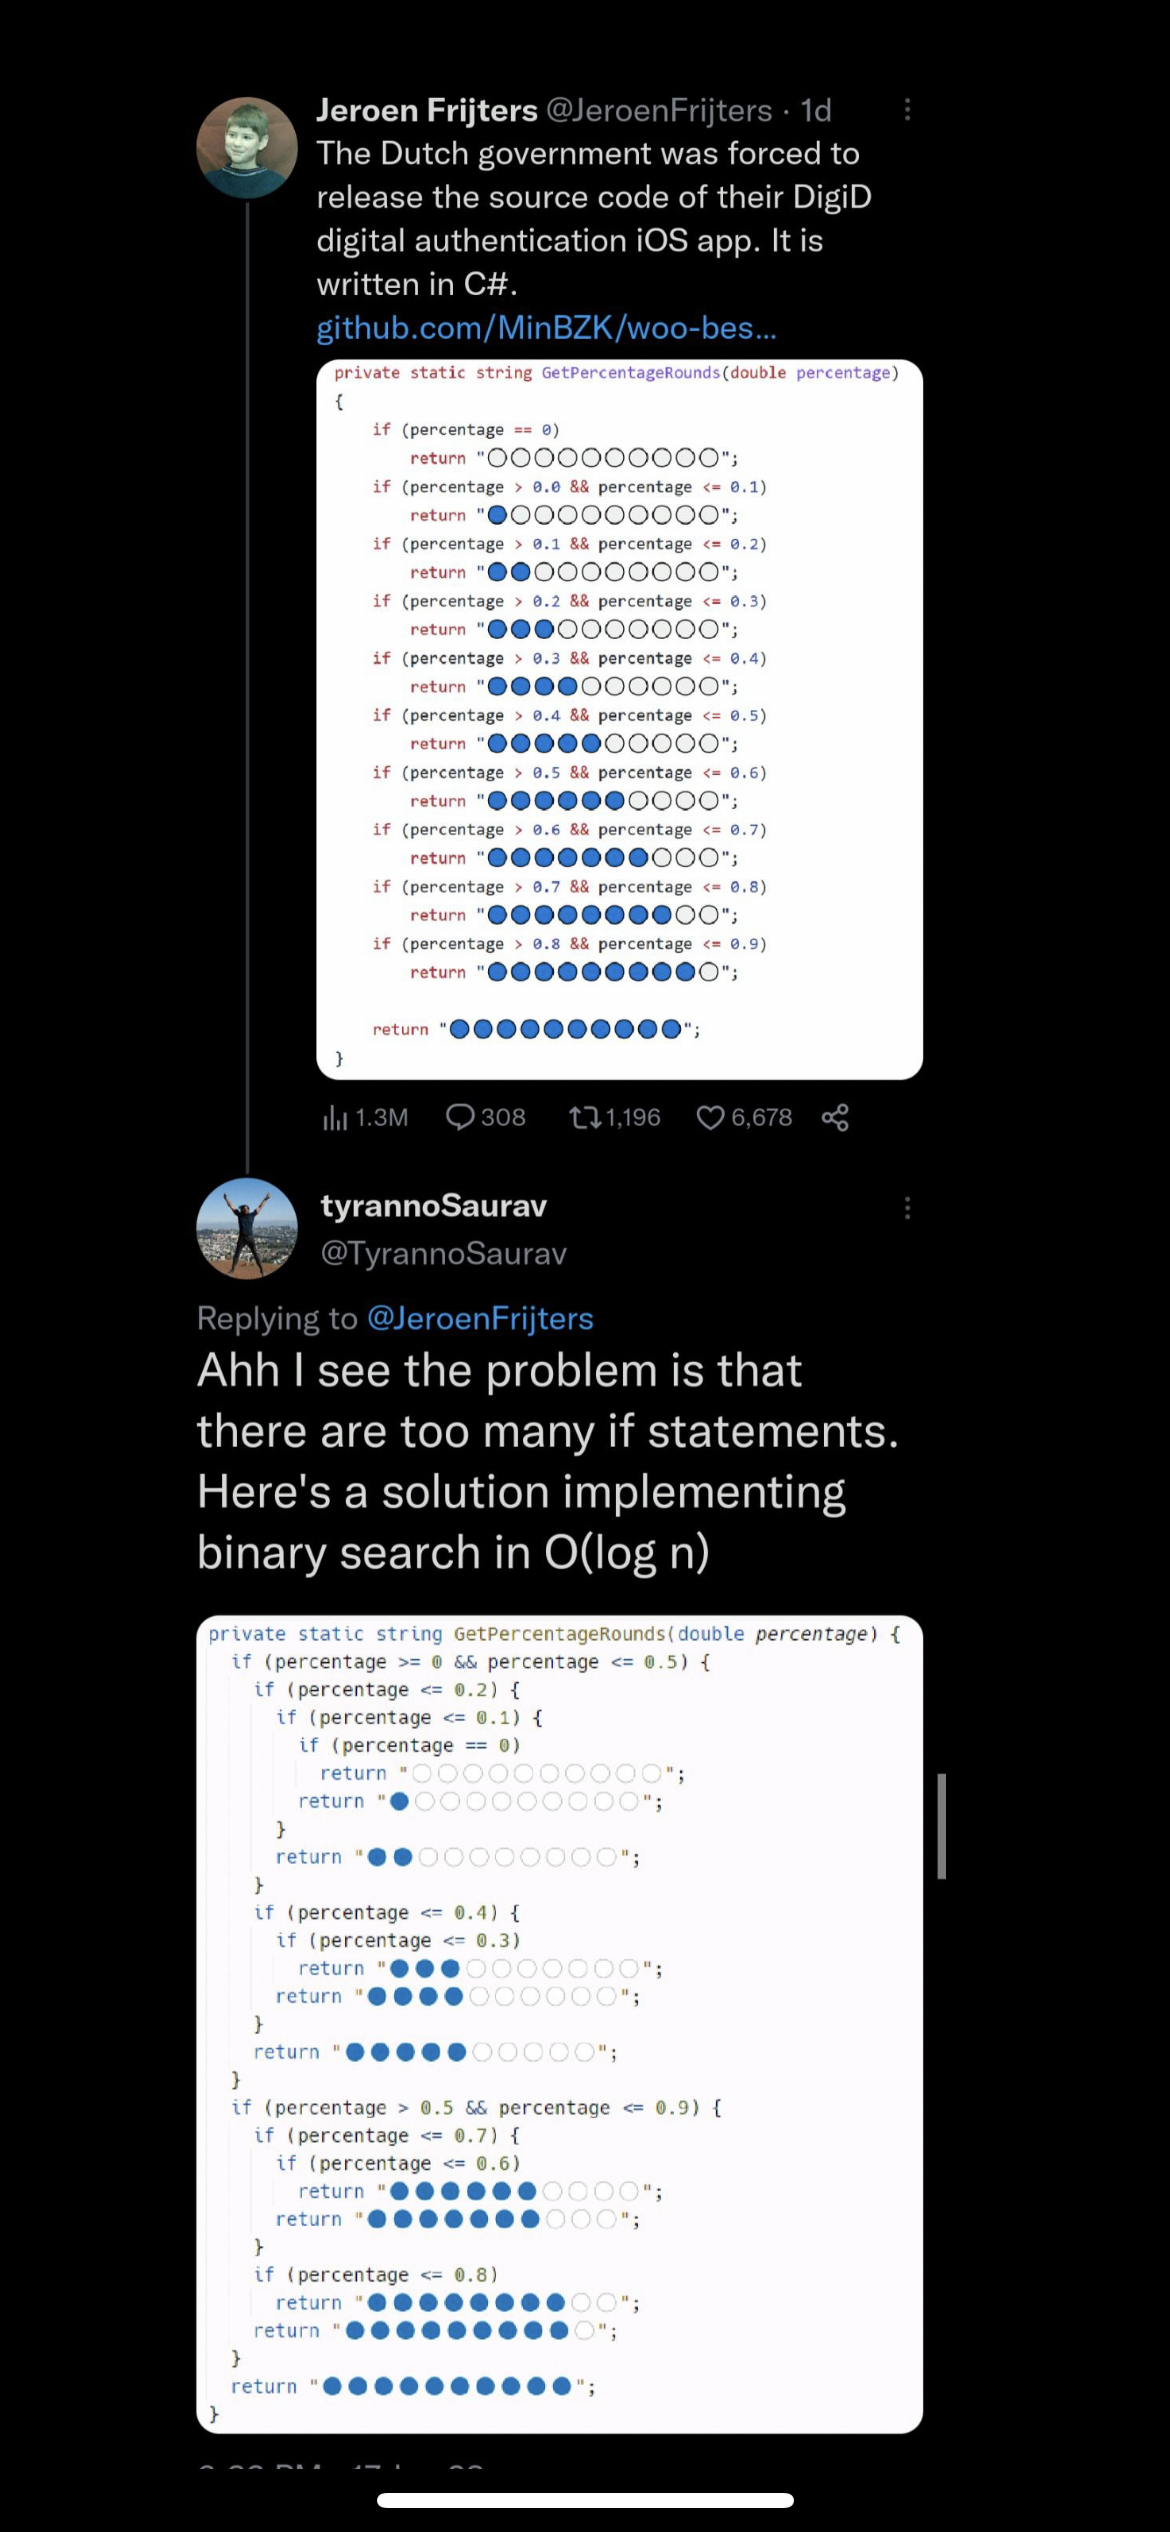 Jeroen Frijters @JeroenFrijters · 1d
The Dutch government was forced to
release the source code of their DigiD
digital authentication iOS app. It is
written in C#.
github.com/MinBZK/woo-bes...
private static string GetPercentageRounds(double percentage)
{
if (percentage == 0)
return "⚪⚪⚪⚪⚪⚪⚪⚪⚪⚪";
if (percentage > 0.0 && percentage <= 0.1)
return "🔵⚪⚪⚪⚪⚪⚪⚪⚪⚪";
if (percentage > 0.1 && percentage <= 0.2)
return "🔵🔵⚪⚪⚪⚪⚪⚪⚪⚪";
if (percentage > 0.2 && percentage <= 0.3)
return "🔵🔵🔵⚪⚪⚪⚪⚪⚪⚪";
if (percentage > 0.3 && percentage <= 0.4)
return "🔵🔵🔵🔵⚪⚪⚪⚪⚪⚪";
if (percentage > 0.4 && percentage <= 0.5)
return "🔵🔵🔵🔵🔵⚪⚪⚪⚪⚪";
if (percentage > 0.5 && percentage <= 0.6)
return "🔵🔵🔵🔵🔵🔵⚪⚪⚪⚪";
if (percentage > 0.6 && percentage <= 0.7)
return "🔵🔵🔵🔵🔵🔵🔵⚪⚪⚪";
if (percentage > 0.7 && percentage <= 0.8)
return "🔵🔵🔵🔵🔵🔵🔵🔵⚪⚪";
if (percentage > 0.8 && percentage <= 0.9)
return "🔵🔵🔵🔵🔵🔵🔵🔵🔵⚪";
return "🔵🔵🔵🔵🔵🔵🔵🔵🔵🔵";
}
1.3M 308 1,196 6,678
tyrannoSaurav
@TyrannoSaurav
Replying to @JeroenFrijters
Ahh I see the problem is that
there are too many if statements.
Here's a solution implementing
binary search in O(log n)
private static string GetPercentageRounds(double percentage) {
if (percentage >= 0 && percentage <= 0.5) {
if (percentage <= 0.2) {
if (percentage <= 0.1) {
if (percentage == 0)
return "⚪⚪⚪⚪⚪⚪⚪⚪⚪⚪";
return "🔵⚪⚪⚪⚪⚪⚪⚪⚪⚪";
}
return "🔵🔵⚪⚪⚪⚪⚪⚪⚪⚪";
}
if (percentage <= 0.4) {
if (percentage <= 0.3)
return "🔵🔵🔵⚪⚪⚪⚪⚪⚪⚪";
return "🔵🔵🔵🔵⚪⚪⚪⚪⚪⚪";
}
return "🔵🔵🔵🔵🔵⚪⚪⚪⚪⚪";
}
if (percentage > 0.5 && percentage <= 0.9) {
if (percentage <= 0.7) {
if (percentage <= 0.6)
return "🔵🔵🔵🔵🔵🔵⚪⚪⚪⚪";
return "🔵🔵🔵🔵🔵🔵🔵⚪⚪⚪";
}
if (percentage <= 0.8)
return "🔵🔵🔵🔵🔵🔵🔵🔵⚪⚪";
return "🔵🔵🔵🔵🔵🔵🔵🔵🔵⚪";
}
return "🔵🔵🔵🔵🔵🔵🔵🔵🔵🔵";
}